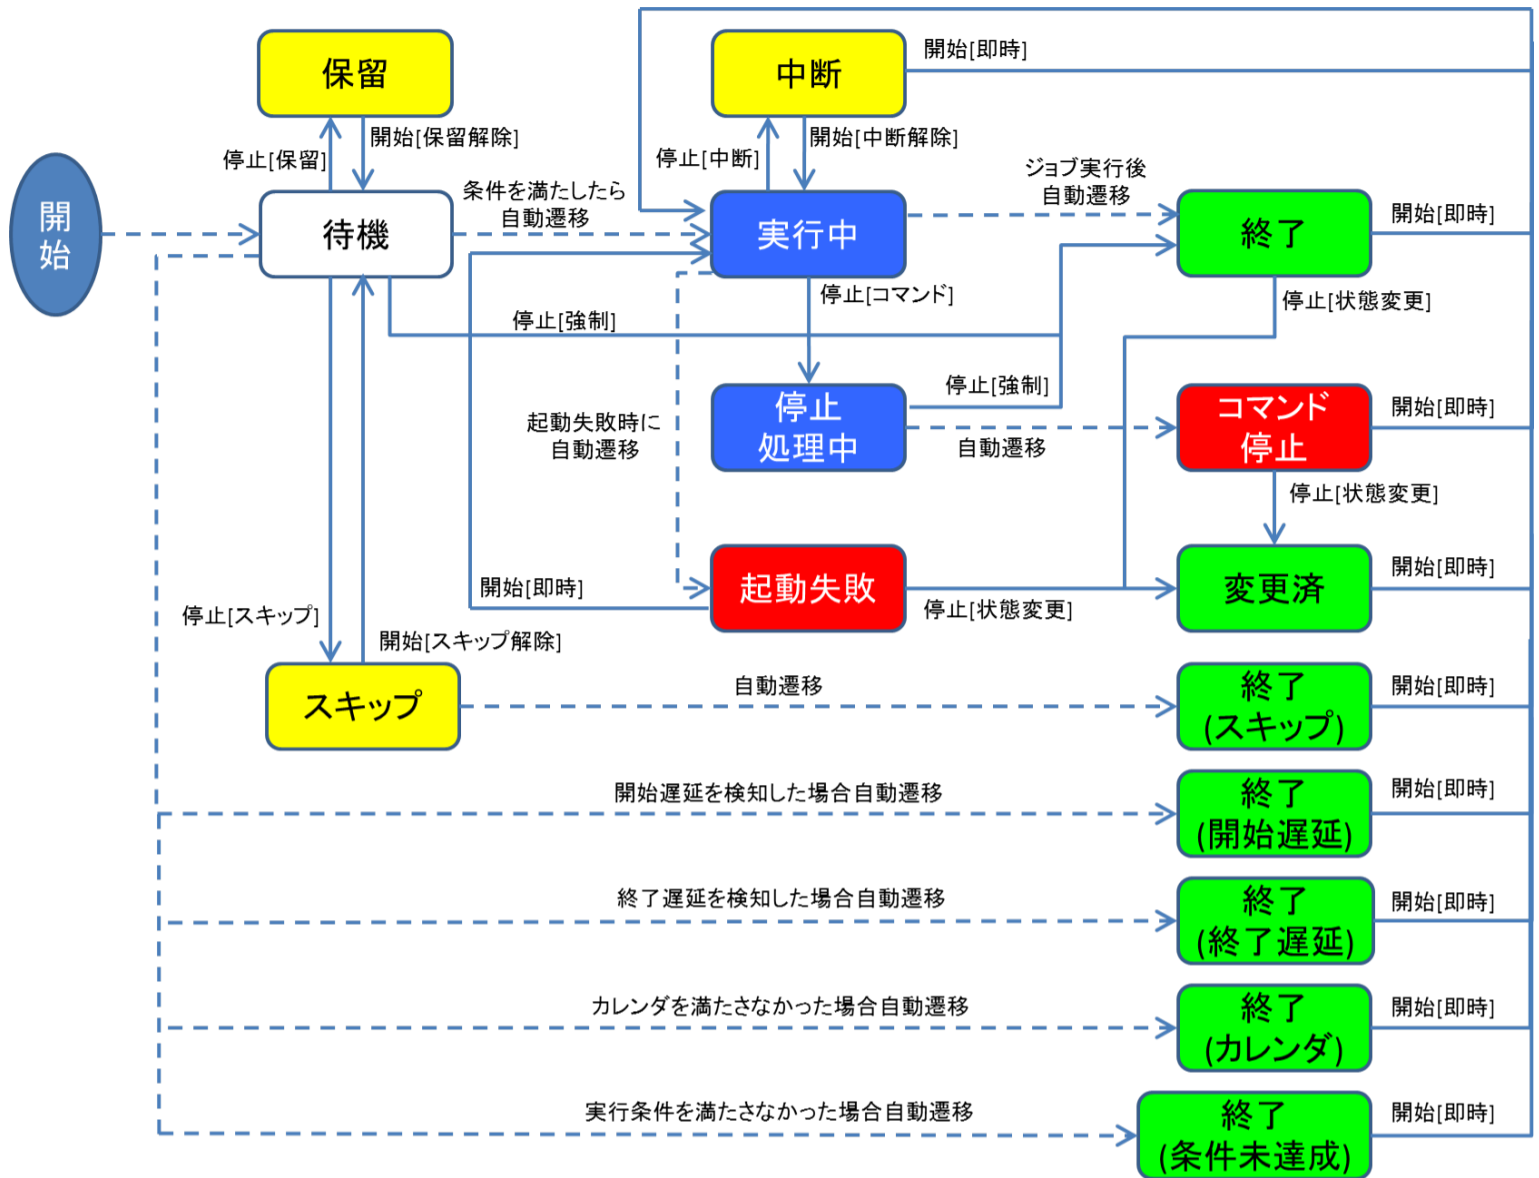 保留
中断
開始[即時]
停止[保留]
開始[保留解除]
停止[中断]
開始[中断解除]
開
始
待機
条件を満たしたら
自動遷移
実行中
ジョブ実行後
自動遷移
終了
開始[即時]
停止[強制]
停止[コマンド]
停止[状態変更]
起動失敗時に
自動遷移
停止
処理中
停止[強制]
自動遷移
コマンド
停止
開始[即時]
停止[状態変更]
開始[即時]
起動失敗
停止[状態変更]
変更済
開始[即時]
停止[スキップ]
開始[スキップ解除]
スキップ
自動遷移
終了
(スキップ)
開始[即時]
開始遅延を検知した場合自動遷移
終了
(開始遅延)
開始[即時]
終了遅延を検知した場合自動遷移
終了
(終了遅延)
開始[即時]
カレンダを満たさなかった場合自動遷移
終了
(カレンダ)
開始[即時]
実行条件を満たさなかった場合自動遷移
終了
(条件未達成)
開始[即時]